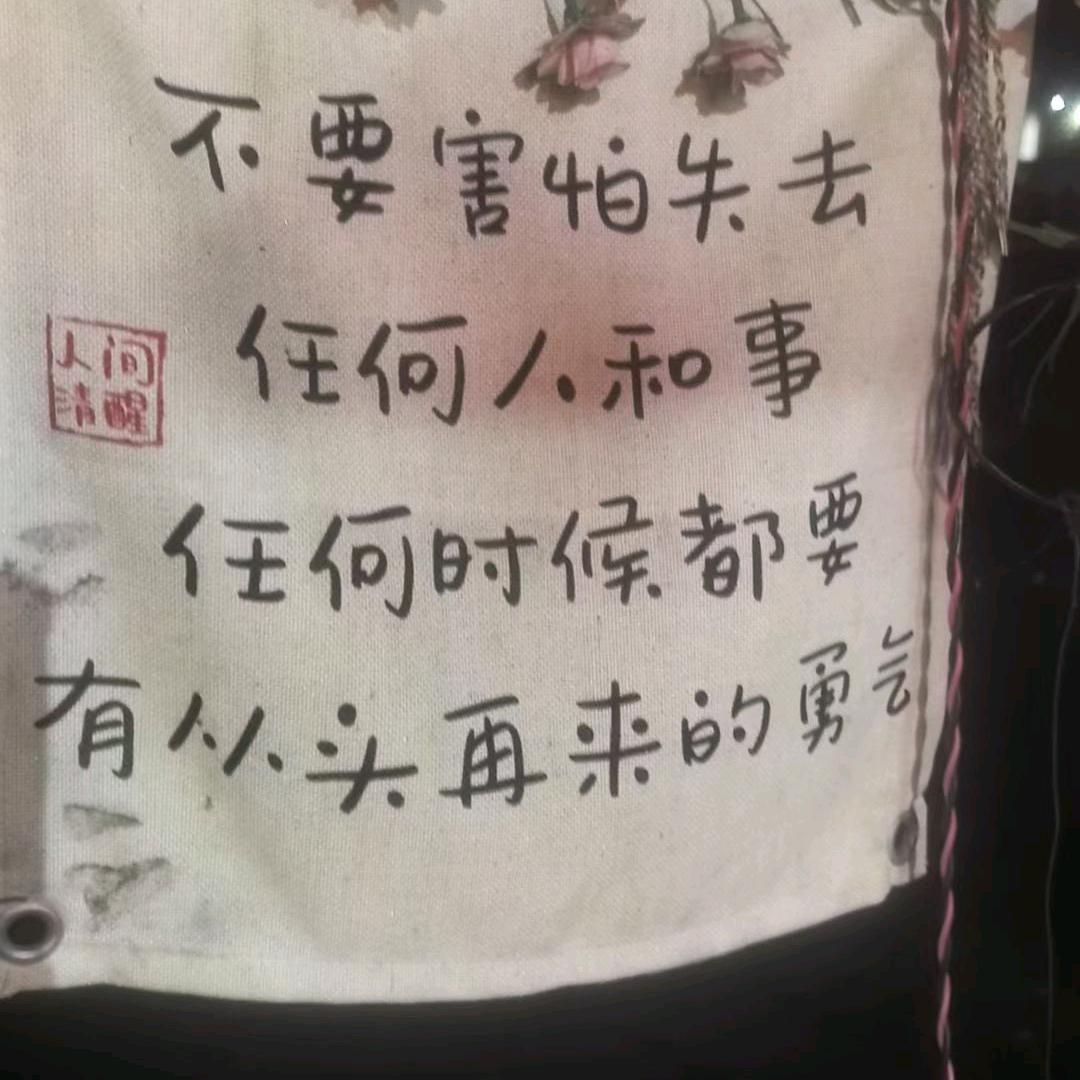 不要害怕失去
任何人和事
人间
清醒
任何时候都要
有从头再来的勇气